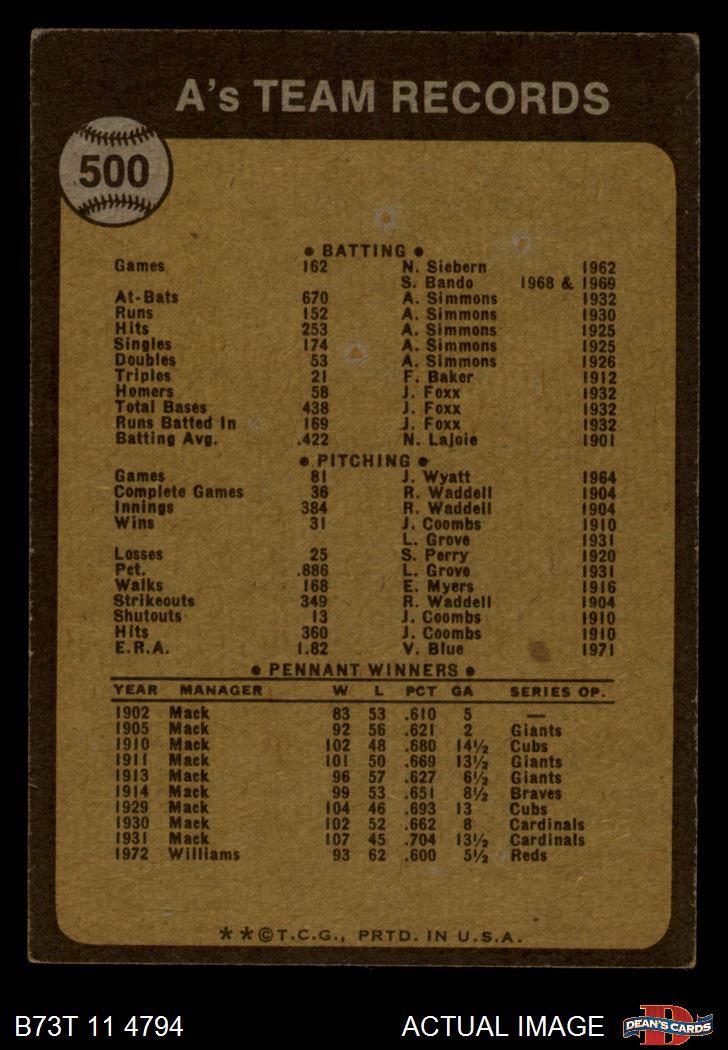 A's TEAM RECORDS
500
● BATTING ●
Games 162 N. Siebern 1962
S. Bando 1968 & 1969
At-Bats 670 A. Simmons 1932
Runs 152 A. Simmons 1930
Hits 253 A. Simmons 1925
Singles 174 A. Simmons 1925
Doubles 53 A. Simmons 1926
Triples 21 F. Baker 1912
Homers 58 J. Foxx 1932
Total Bases 438 J. Foxx 1932
Runs Batted In 169 J. Foxx 1932
Batting Avg. .422 N. Lajoie 1901
● PITCHING ●
Games 81 J. Wyatt 1964
Complete Games 36 R. Waddell 1904
Innings 384 R. Waddell 1904
Wins 31 J. Coombs 1910
L. Grove 1931
Losses 25 S. Perry 1920
Pct. .886 L. Grove 1931
Walks 168 E. Myers 1916
Strikeouts 349 R. Waddell 1904
Shutouts 13 J. Coombs 1910
Hits 360 J. Coombs 1910
E.R.A. 1.82 V. Blue 1971
● PENNANT WINNERS ●
YEAR MANAGER W L PCT GA SERIES OP.
1902 Mack 83 53 .610 5 —
1905 Mack 92 56 .621 2 Giants
1910 Mack 102 48 .680 14½ Cubs
1911 Mack 101 50 .669 13½ Giants
1913 Mack 96 57 .627 6½ Giants
1914 Mack 99 53 .651 8½ Braves
1929 Mack 104 46 .693 13 Cubs
1930 Mack 102 52 .662 8 Cardinals
1931 Mack 107 45 .704 13½ Cardinals
1972 Williams 93 62 .600 5½ Reds
**©T.C.G., PRTD. IN U.S.A.
B73T 11 4794 ACTUAL IMAGE D DEAN'S CARDS